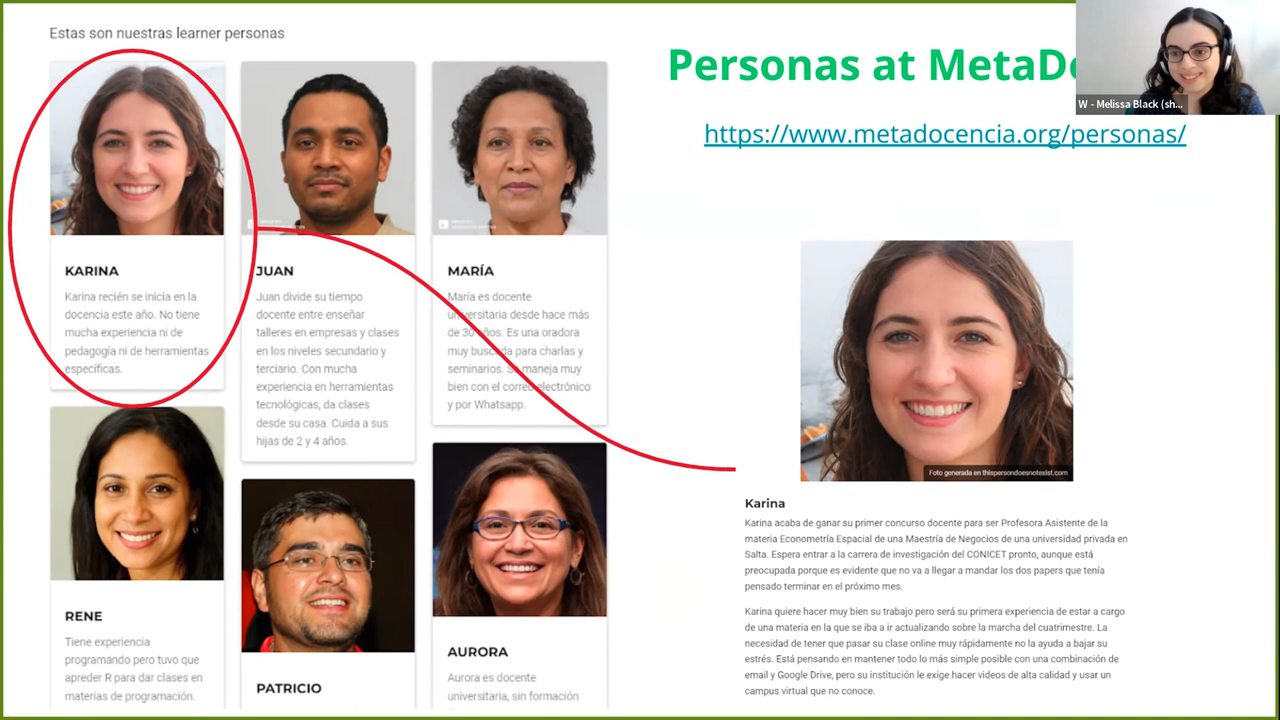 Estas son nuestras learner personas
KARINA
Karina recién se inicia en la
docencia este año. No tiene
mucha experiencia ni de
pedagogía ni de herramientas
específicas.
JUAN
Juan divide su tiempo
docente entre enseñar
talleres en empresas y clases
en los niveles secundario y
terciario. Con mucha
experiencia en herramientas
tecnológicas, da clases
desde su casa. Cuida a sus
hijas de 2 y 4 años.
MARÍA
María es docente
universitaria desde hace más
de 30 años. Es una oradora
muy buscada para charlas y
seminarios. Se maneja muy
bien con el correo electrónico
y por Whatsapp.
RENE
Tiene experiencia
programando pero tuvo que
apreder R para dar clases en
materias de programación.
PATRICIO
AURORA
Aurora es docente
universitaria, sin formación
Personas at MetaDo
https://www.metadocencia.org/personas/
W - Melissa Black (sh...
Foto generada en thispersondoesnotexist.com
Karina
Karina acaba de ganar su primer concurso docente para ser Profesora Asistente de la
materia Econometría Espacial de una Maestría de Negocios de una universidad privada en
Salta. Espera entrar a la carrera de investigación del CONICET pronto, aunque está
preocupada porque es evidente que no va a llegar a mandar los dos papers que tenía
pensado terminar en el próximo mes.
Karina quiere hacer muy bien su trabajo pero será su primera experiencia de estar a cargo
de una materia en la que se iba a ir actualizando sobre la marcha del cuatrimestre. La
necesidad de tener que pasar su clase online muy rápidamente no la ayuda a bajar su
estrés. Está pensando en mantener todo lo más simple posible con una combinación de
email y Google Drive, pero su institución le exige hacer videos de alta calidad y usar un
campus virtual que no conoce.